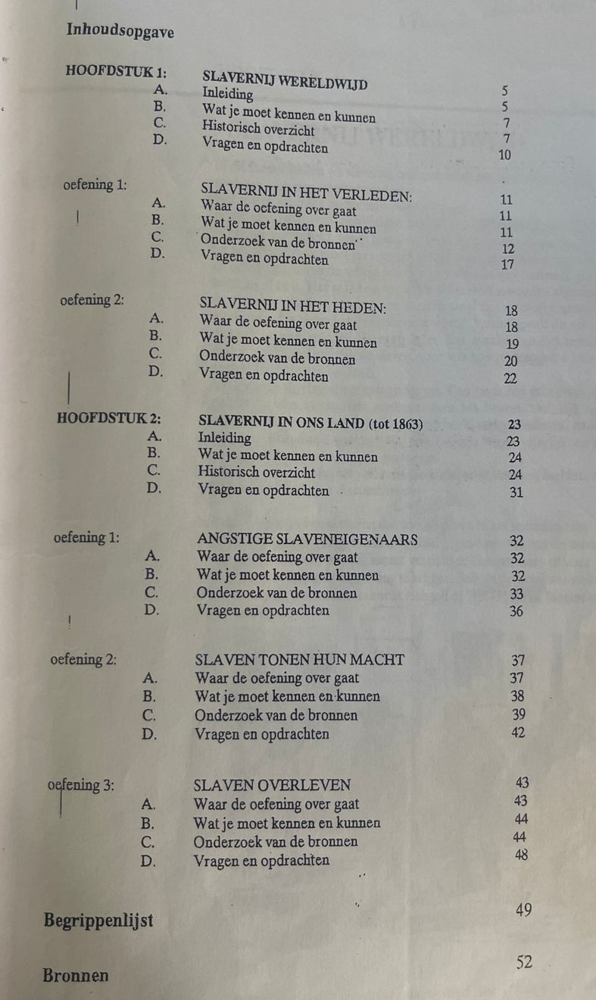 Inhoudsopgave
HOOFDSTUK 1: SLAVERNIJ WERELDWIJD 5
A. Inleiding 5
B. Wat je moet kennen en kunnen 7
C. Historisch overzicht 7
D. Vragen en opdrachten 10
oefening 1: SLAVERNIJ IN HET VERLEDEN: 11
A. Waar de oefening over gaat 11
B. Wat je moet kennen en kunnen 11
C. Onderzoek van de bronnen 12
D. Vragen en opdrachten 17
oefening 2: SLAVERNIJ IN HET HEDEN: 18
A. Waar de oefening over gaat 18
B. Wat je moet kennen en kunnen 19
C. Onderzoek van de bronnen 20
D. Vragen en opdrachten 22
HOOFDSTUK 2: SLAVERNIJ IN ONS LAND (tot 1863) 23
A. Inleiding 23
B. Wat je moet kennen en kunnen 24
C. Historisch overzicht 24
D. Vragen en opdrachten 31
oefening 1: ANGSTIGE SLAVENEIGENAARS 32
A. Waar de oefening over gaat 32
B. Wat je moet kennen en kunnen 32
C. Onderzoek van de bronnen 33
D. Vragen en opdrachten 36
oefening 2: SLAVEN TONEN HUN MACHT 37
A. Waar de oefening over gaat 37
B. Wat je moet kennen en kunnen 38
C. Onderzoek van de bronnen 39
D. Vragen en opdrachten 42
oefening 3: SLAVEN OVERLEVEN 43
A. Waar de oefening over gaat 43
B. Wat je moet kennen en kunnen 44
C. Onderzoek van de bronnen 44
D. Vragen en opdrachten 48
Begrippenlijst 49
Bronnen 52